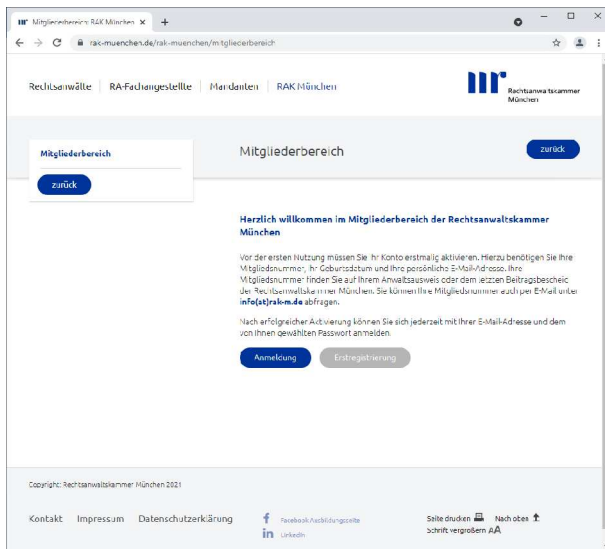 Mitgliederbereich: RAK München
rak-muenchen.de/rak-muenchen/mitgliederbereich
Rechtsanwälte RA-Fachangestellte Mandanten RAK München
Rechtsanwaltskammer
München
Mitgliederbereich
zurück
Mitgliederbereich
zurück
Herzlich willkommen im Mitgliederbereich der Rechtsanwaltskammer
München
Vor der ersten Nutzung müssen Sie Ihr Konto erstmalig aktivieren. Hierzu benötigen Sie Ihre
Mitgliedsnummer, Ihr Geburtsdatum und Ihre persönliche E-Mail-Adresse. Ihre
Mitgliedsnummer finden Sie auf Ihrem Anwaltsausweis oder dem letzten Beitragsbescheid
der Rechtsanwaltskammer München. Sie können Ihre Mitgliedsnummer auch per E-Mail unter
info(at)rak-m.de abfragen.
Nach erfolgreicher Activierung können Sie sich jederzeit mit Ihrer E-Mail-Adresse und dem
von Ihnen gewählten Passwort anmelden.
Anmeldung Erstregistrierung
Copyright: Rechtsanwaltskammer München 2021
Kontakt Impressum Datenschutzerklärung
Facebook Ausbildungsseite
LinkedIn
Seite drucken Nach oben
Schrift vergrößern AA